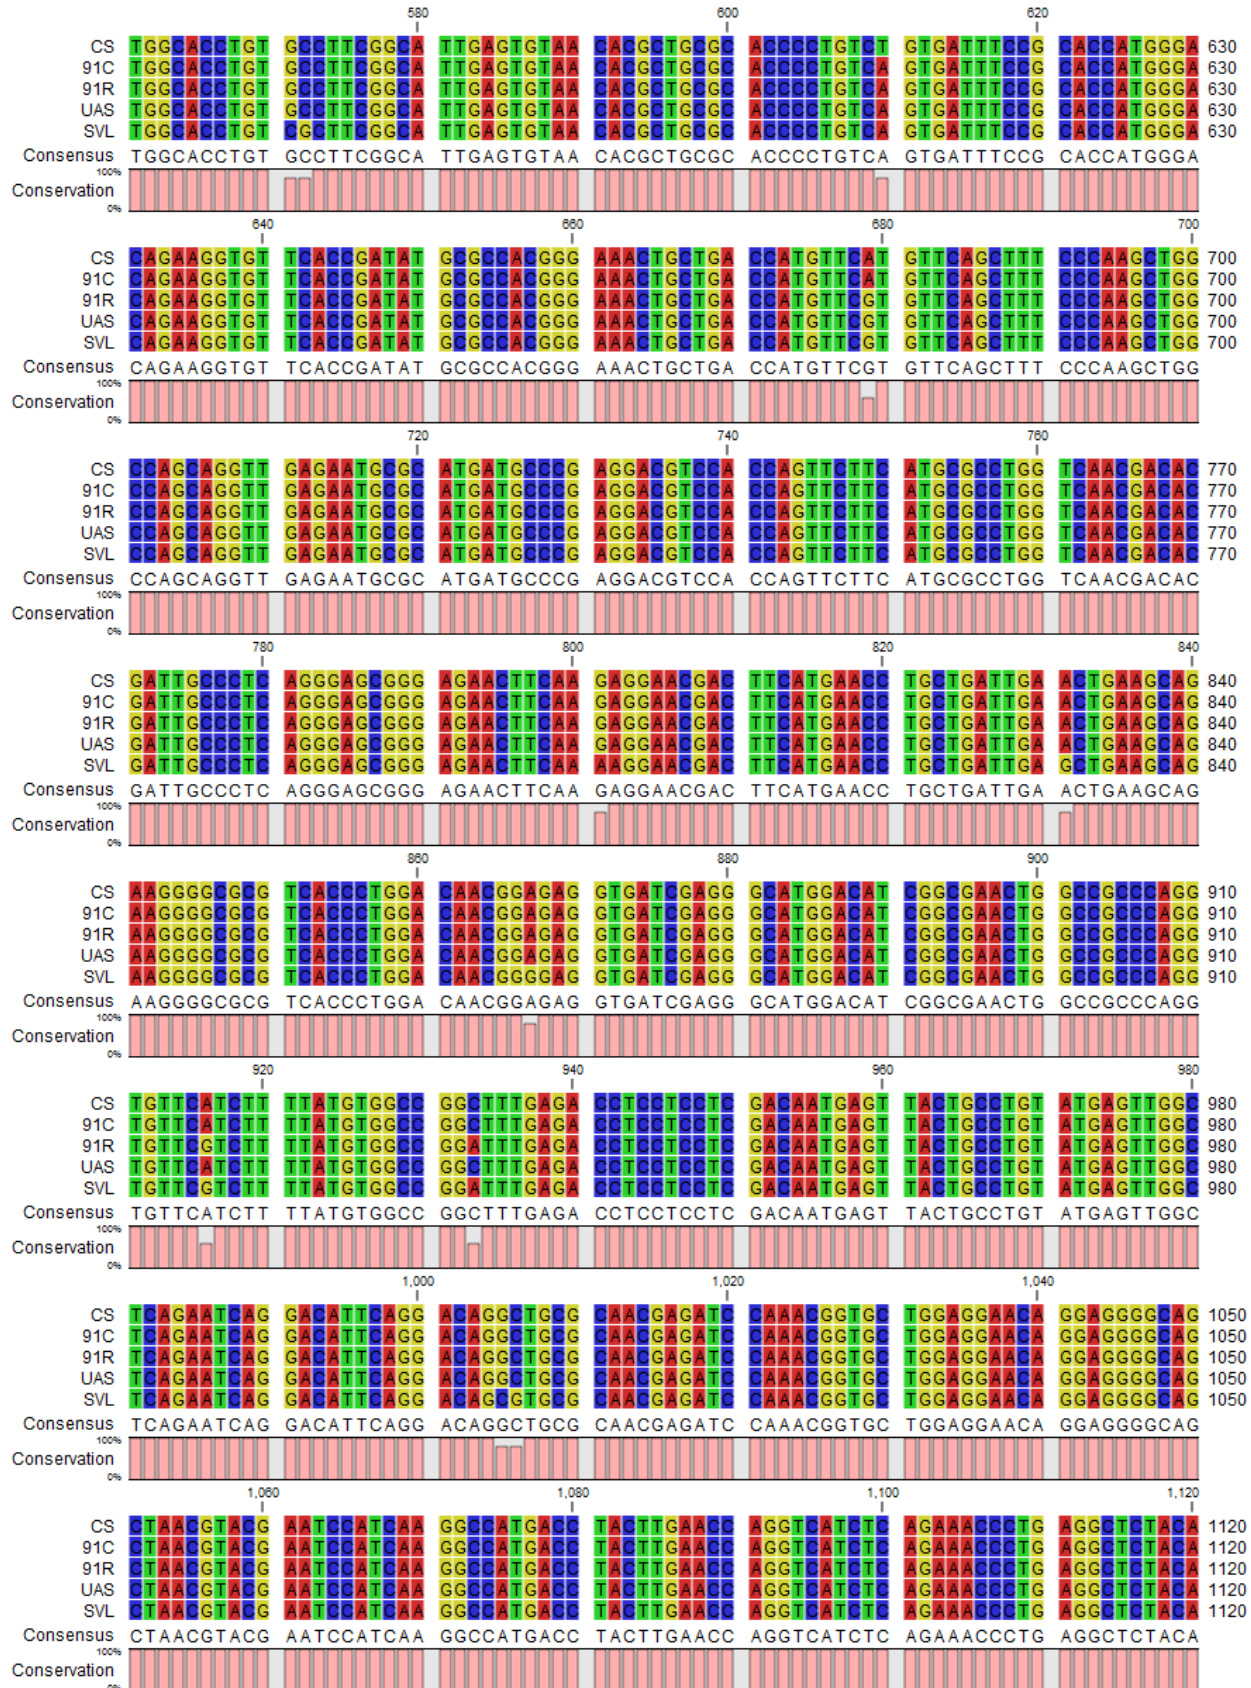 580 600 620
CS TGGCACCTGT GCCTTCGGCA TTGAGTGTAA CACGCTGCGC ACCCCTGTCT GTGATTTCCG CACCATGGGA 630
91C TGGCACCTGT GCCTTCGGCA TTGAGTGTAA CACGCTGCGC ACCCCTGTCA GTGATTTCCG CACCATGGGA 630
91R TGGCACCTGT GCCTTCGGCA TTGAGTGTAA CACGCTGCGC ACCCCTGTCA GTGATTTCCG CACCATGGGA 630
UAS TGGCACCTGT GCCTTCGGCA TTGAGTGTAA CACGCTGCGC ACCCCTGTCA GTGATTTCCG CACCATGGGA 630
SVL TGGCACCTGT CGCTTCGGCA TTGAGTGTAA CACGCTGCGC ACCCCTGTCA GTGATTTCCG CACCATGGGA 630
Consensus TGGCACCTGT GCCTTCGGCA TTGAGTGTAA CACGCTGCGC ACCCCTGTCA GTGATTTCCG CACCATGGGA
100%
Conservation
0%
640 660 680 700
CS CAGAAGGTGT TCACCGATAT GCGCCACGGG AAACTGCTGA CCATGTTCAT GTTCAGCTTT CCCAAGCTGG 700
91C CAGAAGGTGT TCACCGATAT GCGCCACGGG AAACTGCTGA CCATGTTCAT GTTCAGCTTT CCCAAGCTGG 700
91R CAGAAGGTGT TCACCGATAT GCGCCACGGG AAACTGCTGA CCATGTTCGT GTTCAGCTTT CCCAAGCTGG 700
UAS CAGAAGGTGT TCACCGATAT GCGCCACGGG AAACTGCTGA CCATGTTCGT GTTCAGCTTT CCCAAGCTGG 700
SVL CAGAAGGTGT TCACCGATAT GCGCCACGGG AAACTGCTGA CCATGTTCGT GTTCAGCTTT CCCAAGCTGG 700
Consensus CAGAAGGTGT TCACCGATAT GCGCCACGGG AAACTGCTGA CCATGTTCGT GTTCAGCTTT CCCAAGCTGG
100%
Conservation
0%
720 740 760
CS CCAGCAGGTT GAGAATGCGC ATGATGCCCG AGGACGTCCA CCAGTTCTTC ATGCGCCTGG TCAACGACAC 770
91C CCAGCAGGTT GAGAATGCGC ATGATGCCCG AGGACGTCCA CCAGTTCTTC ATGCGCCTGG TCAACGACAC 770
91R CCAGCAGGTT GAGAATGCGC ATGATGCCCG AGGACGTCCA CCAGTTCTTC ATGCGCCTGG TCAACGACAC 770
UAS CCAGCAGGTT GAGAATGCGC ATGATGCCCG AGGACGTCCA CCAGTTCTTC ATGCGCCTGG TCAACGACAC 770
SVL CCAGCAGGTT GAGAATGCGC ATGATGCCCG AGGACGTCCA CCAGTTCTTC ATGCGCCTGG TCAACGACAC 770
Consensus CCAGCAGGTT GAGAATGCGC ATGATGCCCG AGGACGTCCA CCAGTTCTTC ATGCGCCTGG TCAACGACAC
100%
Conservation
0%
780 800 820 840
CS GATTGCCCTC AGGGAGCGGG AGAACTTCAA GAGGAACGAC TTCATGAACC TGCTGATTGA ACTGAAGCAG 840
91C GATTGCCCTC AGGGAGCGGG AGAACTTCAA GAGGAACGAC TTCATGAACC TGCTGATTGA ACTGAAGCAG 840
91R GATTGCCCTC AGGGAGCGGG AGAACTTCAA GAGGAACGAC TTCATGAACC TGCTGATTGA ACTGAAGCAG 840
UAS GATTGCCCTC AGGGAGCGGG AGAACTTCAA GAGGAACGAC TTCATGAACC TGCTGATTGA ACTGAAGCAG 840
SVL GATTGCCCTC AGGGAGCGGG AGAACTTCAA AAGGAACGAC TTCATGAACC TGCTGATTGA GCTGAAGCAG 840
Consensus GATTGCCCTC AGGGAGCGGG AGAACTTCAA GAGGAACGAC TTCATGAACC TGCTGATTGA ACTGAAGCAG
100%
Conservation
0%
860 880 900
CS AAGGGGCGCG TCACCCTGGA CAACGGAGAG GTGATCGAGG GCATGGACAT CGGCGAACTG GCCGCCCAGG 910
91C AAGGGGCGCG TCACCCTGGA CAACGGAGAG GTGATCGAGG GCATGGACAT CGGCGAACTG GCCGCCCAGG 910
91R AAGGGGCGCG TCACCCTGGA CAACGGAGAG GTGATCGAGG GCATGGACAT CGGCGAACTG GCCGCCCAGG 910
UAS AAGGGGCGCG TCACCCTGGA CAACGGAGAG GTGATCGAGG GCATGGACAT CGGCGAACTG GCCGCCCAGG 910
SVL AAGGGGCGCG TCACCCTGGA CAACGGGGAG GTGATCGAGG GCATGGACAT CGGCGAACTG GCCGCCCAGG 910
Consensus AAGGGGCGCG TCACCCTGGA CAACGGAGAG GTGATCGAGG GCATGGACAT CGGCGAACTG GCCGCCCAGG
100%
Conservation
0%
920 940 960 980
CS TGTTCATCTT TTATGTGGCC GGCTTTGAGA CCTCCTCCTC GACAATGAGT TACTGCCTGT ATGAGTTGGC 980
91C TGTTCATCTT TTATGTGGCC GGCTTTGAGA CCTCCTCCTC GACAATGAGT TACTGCCTGT ATGAGTTGGC 980
91R TGTTCGTCTT TTATGTGGCC GGATTTGAGA CCTCCTCCTC GACAATGAGT TACTGCCTGT ATGAGTTGGC 980
UAS TGTTCATCTT TTATGTGGCC GGCTTTGAGA CCTCCTCCTC GACAATGAGT TACTGCCTGT ATGAGTTGGC 980
SVL TGTTCGTCTT TTATGTGGCC GGATTTGAGA CCTCCTCCTC GACAATGAGT TACTGCCTGT ATGAGTTGGC 980
Consensus TGTTCATCTT TTATGTGGCC GGCTTTGAGA CCTCCTCCTC GACAATGAGT TACTGCCTGT ATGAGTTGGC
100%
Conservation
0%
1,000 1,020 1,040
CS TCAGAATCAG GACATTCAGG ACAGGCTGCG CAACGAGATC CAAACGGTGC TGGAGGAACA GGAGGGGCAG 1050
91C TCAGAATCAG GACATTCAGG ACAGGCTGCG CAACGAGATC CAAACGGTGC TGGAGGAACA GGAGGGGCAG 1050
91R TCAGAATCAG GACATTCAGG ACAGGCTGCG CAACGAGATC CAAACGGTGC TGGAGGAACA GGAGGGGCAG 1050
UAS TCAGAATCAG GACATTCAGG ACAGGCTGCG CAACGAGATC CAAACGGTGC TGGAGGAACA GGAGGGGCAG 1050
SVL TCAGAATCAG GACATTCAGG ACAGCGTGCG CAACGAGATC CAAACGGTGC TGGAGGAACA GGAGGGGCAG 1050
Consensus TCAGAATCAG GACATTCAGG ACAGGCTGCG CAACGAGATC CAAACGGTGC TGGAGGAACA GGAGGGGCAG
100%
Conservation
0%
1,060 1,080 1,100 1,120
CS CTAACGTACG AATCCATCAA GGCCATGACC TACTTGAACC AGGTCATCTC AGAAACCCTG AGGCTCTACA 1120
91C CTAACGTACG AATCCATCAA GGCCATGACC TACTTGAACC AGGTCATCTC AGAAACCCTG AGGCTCTACA 1120
91R CTAACGTACG AATCCATCAA GGCCATGACC TACTTGAACC AGGTCATCTC AGAAACCCTG AGGCTCTACA 1120
UAS CTAACGTACG AATCCATCAA GGCCATGACC TACTTGAACC AGGTCATCTC AGAAACCCTG AGGCTCTACA 1120
SVL CTAACGTACG AATCCATCAA GGCCATGACC TACTTGAACC AGGTCATCTC AGAAACCCTG AGGCTCTACA 1120
Consensus CTAACGTACG AATCCATCAA GGCCATGACC TACTTGAACC AGGTCATCTC AGAAACCCTG AGGCTCTACA
100%
Conservation
0%